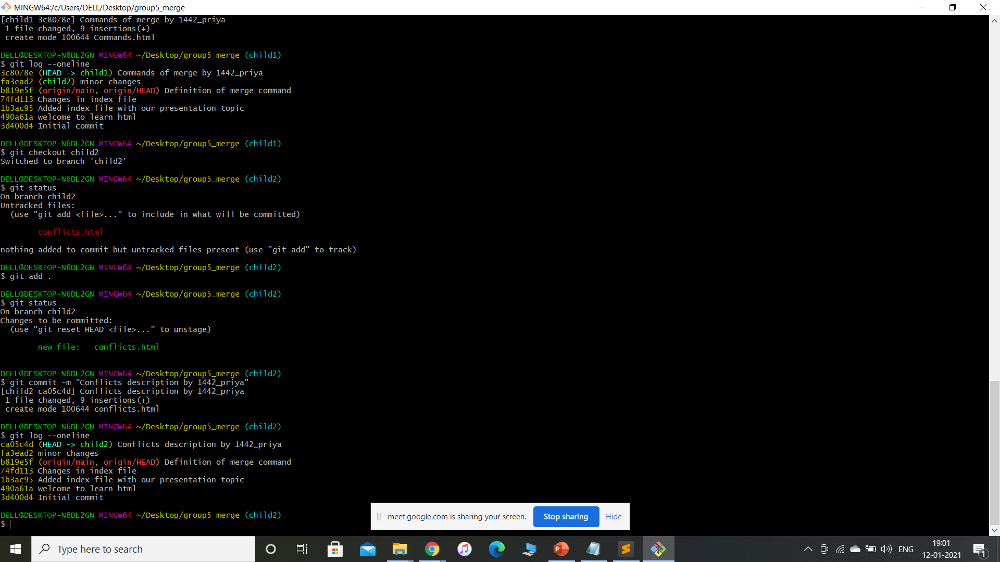 MINGW64:/c/Users/DELL/Desktop/group5_merge
[child1 3c8078e] Commands of merge by 1442_priya
 1 file changed, 9 insertions(+)
 create mode 100644 Commands.html
DELL@DESKTOP-N6DL2GN MINGW64 ~/Desktop/group5_merge (child1)
$ git log --oneline
3c8078e (HEAD -> child1) Commands of merge by 1442_priya
fa3ead2 (child2) minor changes
b819e5f (origin/main, origin/HEAD) Definition of merge command
74fd113 Changes in index file
1b3ac95 Added index file with our presentation topic
490a61a welcome to learn html
3d400d4 Initial commit
DELL@DESKTOP-N6DL2GN MINGW64 ~/Desktop/group5_merge (child1)
$ git checkout child2
Switched to branch 'child2'
DELL@DESKTOP-N6DL2GN MINGW64 ~/Desktop/group5_merge (child2)
$ git status
On branch child2
Untracked files:
  (use "git add <file>..." to include in what will be committed)
        conflicts.html
nothing added to commit but untracked files present (use "git add" to track)
DELL@DESKTOP-N6DL2GN MINGW64 ~/Desktop/group5_merge (child2)
$ git add .
DELL@DESKTOP-N6DL2GN MINGW64 ~/Desktop/group5_merge (child2)
$ git status
On branch child2
Changes to be committed:
  (use "git reset HEAD <file>..." to unstage)
        new file:   conflicts.html
DELL@DESKTOP-N6DL2GN MINGW64 ~/Desktop/group5_merge (child2)
$ git commit -m "Conflicts description by 1442_priya"
[child2 ca05c4d] Conflicts description by 1442_priya
 1 file changed, 9 insertions(+)
 create mode 100644 conflicts.html
DELL@DESKTOP-N6DL2GN MINGW64 ~/Desktop/group5_merge (child2)
$ git log --oneline
ca05c4d (HEAD -> child2) Conflicts description by 1442_priya
fa3ead2 minor changes
b819e5f (origin/main, origin/HEAD) Definition of merge command
74fd113 Changes in index file
1b3ac95 Added index file with our presentation topic
490a61a welcome to learn html
3d400d4 Initial commit
DELL@DESKTOP-N6DL2GN MINGW64 ~/Desktop/group5_merge (child2)
$
meet.google.com is sharing your screen. Stop sharing Hide
Type here to search
P
ENG
19:01
12-01-2021
1